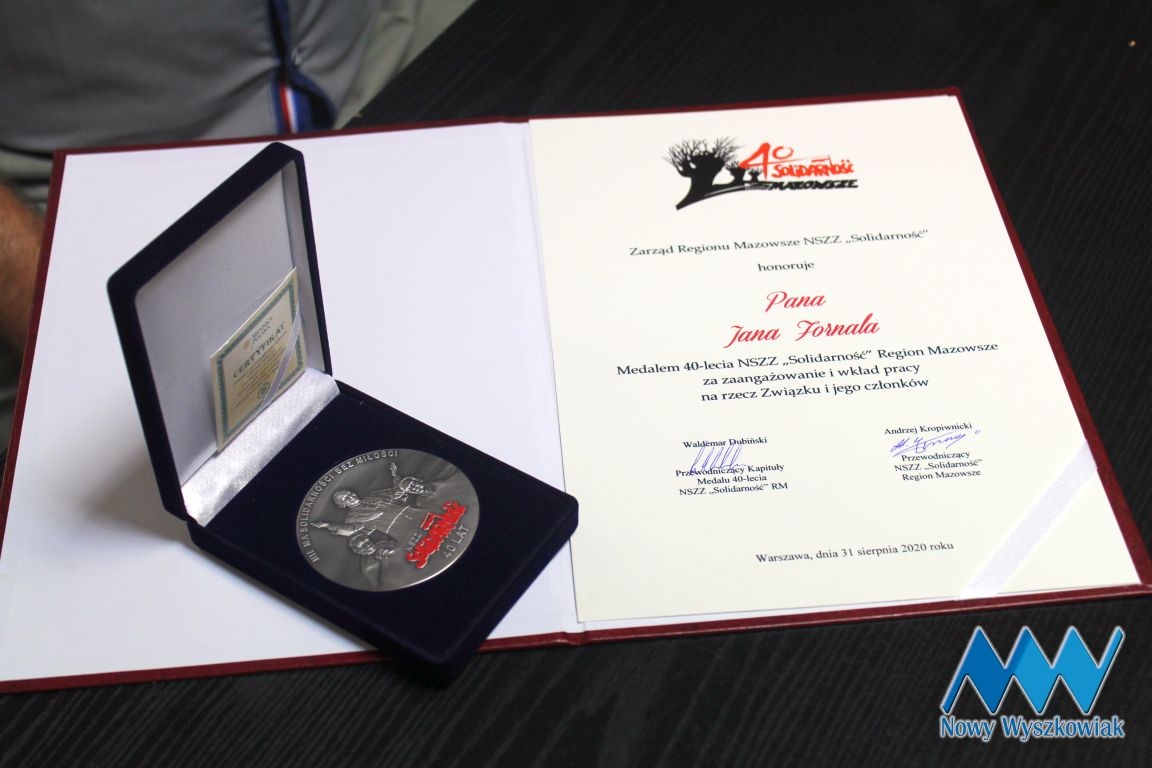 40
SOLIDARNOŚĆ
MAZOWSZE
Zarząd Regionu Mazowsze NSZZ „Solidarność”
honoruje
Pana
Jana Fornala
Medalem 40-lecia NSZZ „Solidarność” Region Mazowsze
za zaangażowanie i wkład pracy
na rzecz Związku i jego członków
Waldemar Dubiński
Przewodniczący Kapituły
Medalu 40-lecia
NSZZ „Solidarność” RM
Andrzej Kropiwnicki
Przewodniczący
NSZZ „Solidarność”
Region Mazowsze
Warszawa, dnia 31 sierpnia 2020 roku
CERTYFIKAT
NIE MA SOLIDARNOŚCI BEZ MIŁOŚCI
NSZZ
SOLIDARNOŚĆ
40 LAT
Nowy Wyszkowiak